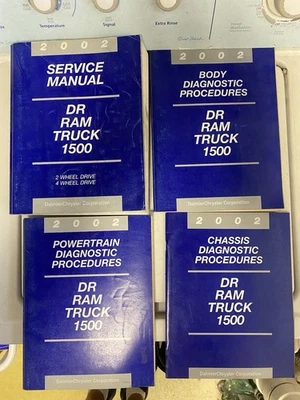 Temperature
Signal
Extra Rinse
2002
SERVICE
MANUAL
DR
RAM
TRUCK
1500
2 WHEEL DRIVE
4 WHEEL DRIVE
DaimlerChrysler Corporation
2002
BODY
DIAGNOSTIC
PROCEDURES
DR
RAM
TRUCK
1500
DaimlerChrysler Corporation
2002
POWERTRAIN
DIAGNOSTIC
PROCEDURES
DR
RAM
TRUCK
1500
DaimlerChrysler Corporation
2002
CHASSIS
DIAGNOSTIC
PROCEDURES
DR
RAM
TRUCK
1500
DaimlerChrysler Corporation